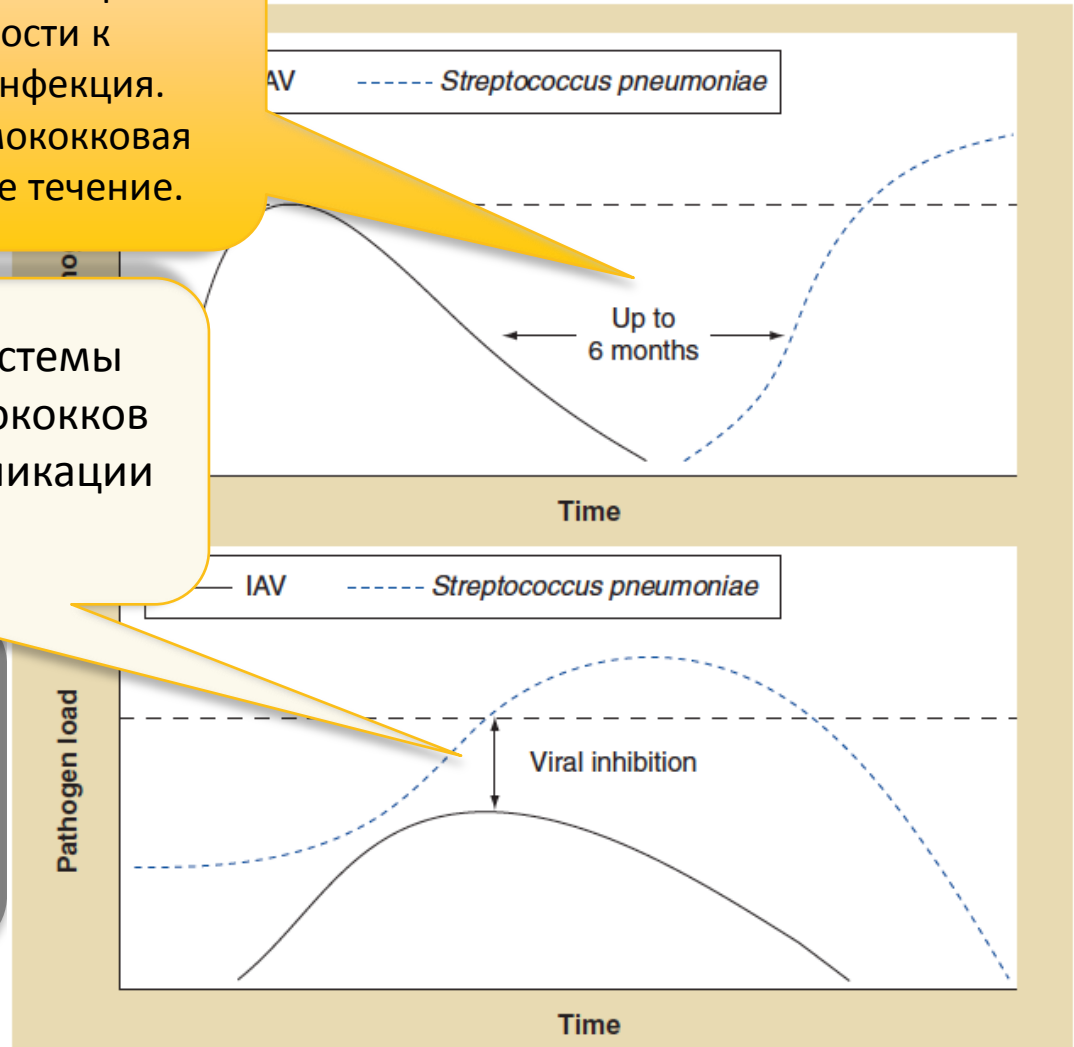 ости к
нфекция.
мококковая
е течение.
AV Streptococcus pneumoniae
Up to
6 months
Time
стемы
ококков
икации
IAV Streptococcus pneumoniae
Viral inhibition
Pathogen load
Time